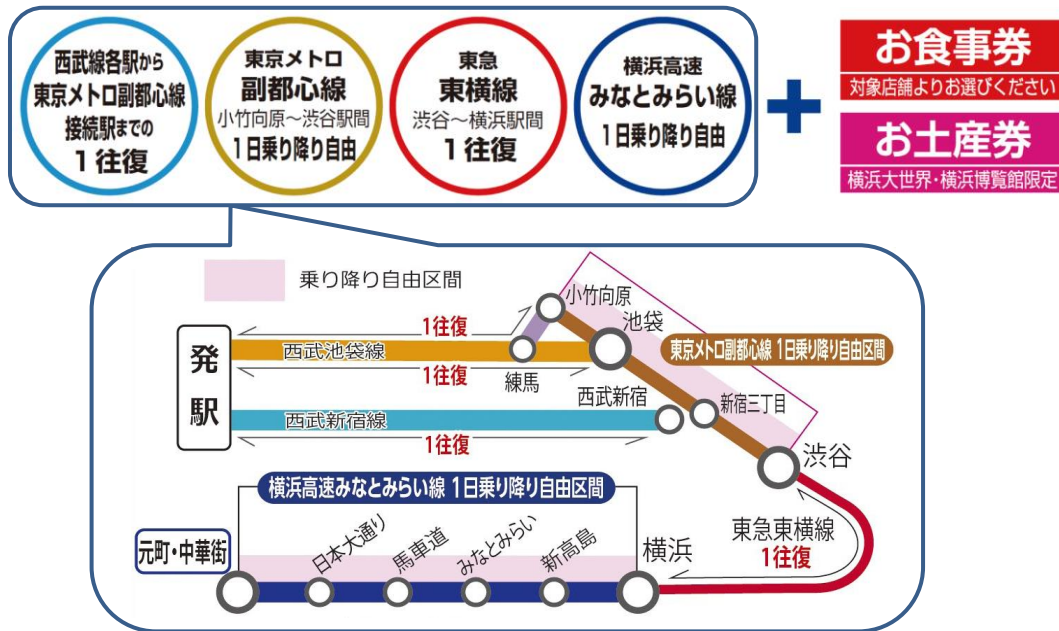 西武線各駅から
東京メトロ副都心線
接続駅までの
1往復
東京メトロ
副都心線
小竹向原～渋谷駅間
1日乗り降り自由
東急
東横線
渋谷～横浜駅間
1往復
横浜高速
みなとみらい線
1日乗り降り自由
+
お食事券
対象店舗よりお選びください
お土産券
横浜大世界・横浜博覧館限定
乗り降り自由区間
小竹向原
池袋
1往復
発駅
西武池袋線
東京メトロ副都心線 1日乗り降り自由区間
1往復
練馬
西武新宿
新宿三丁目
西武新宿線
1往復
渋谷
横浜高速みなとみらい線 1日乗り降り自由区間
東急東横線
1往復
元町・中華街
日本大通り
馬車道
みなとみらい
新高島
横浜